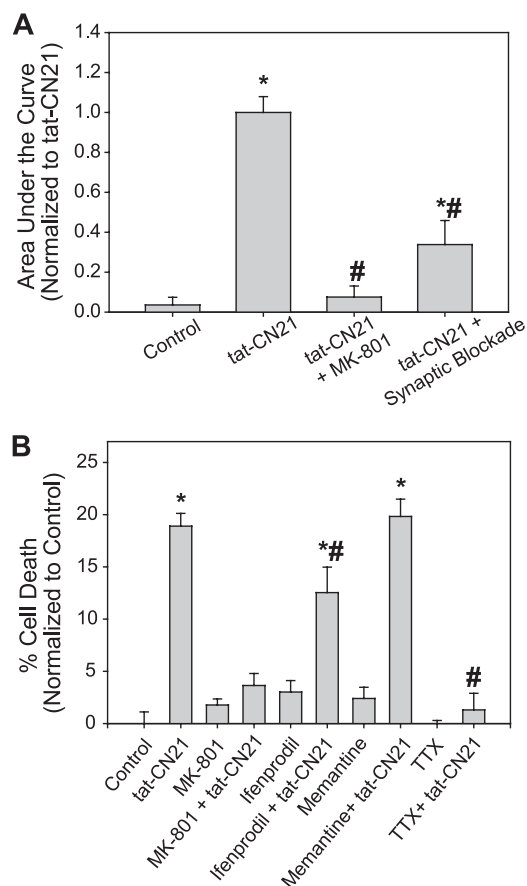 A
Area Under the Curve
(Normalized to tat-CN21)
1.4
1.2
1.0
0.8
0.6
0.4
0.2
0.0
*
#
*#
Control
tat-CN21
tat-CN21
+ MK-801
tat-CN21 +
Synaptic Blockade
B
% Cell Death
(Normalized to Control)
25
20
15
10
5
0
*
*#
*
#
Control
tat-CN21
MK-801
MK-801 + tat-CN21
Ifenprodil
Ifenprodil + tat-CN21
Memantine
Memantine+ tat-CN21
TTX
TTX+ tat-CN21